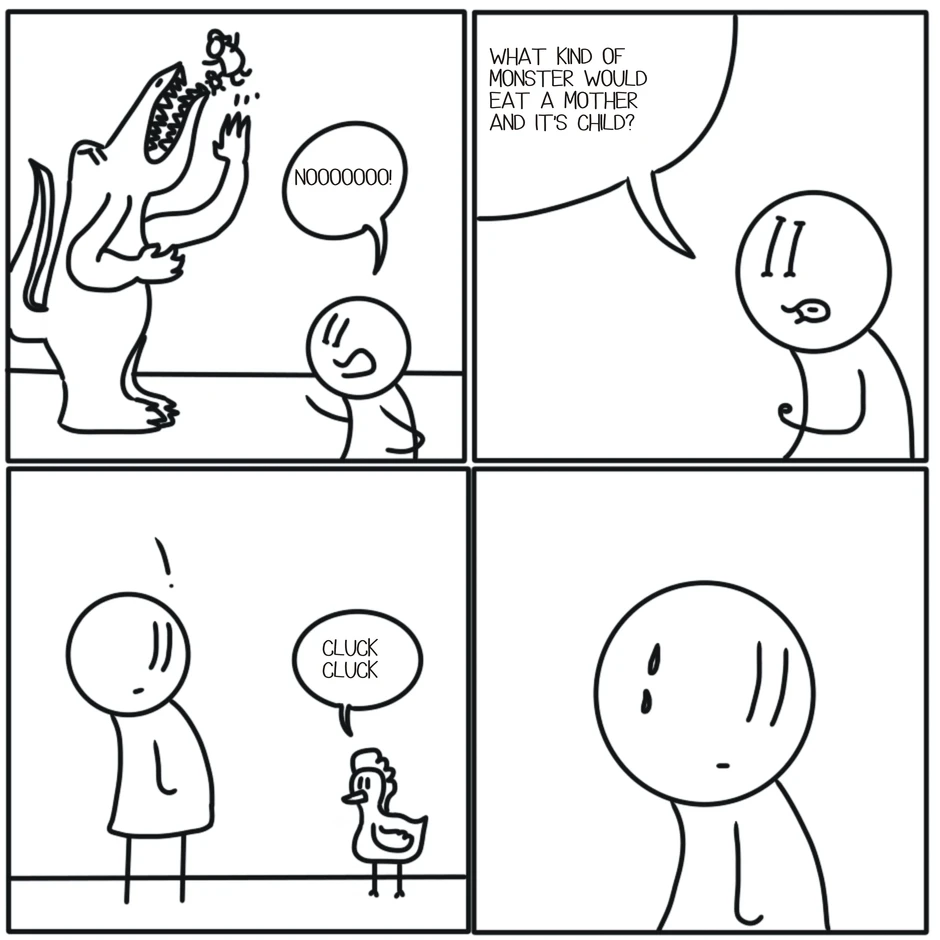 NOOOOOOO!
WHAT KIND OF
MONSTER WOULD
EAT A MOTHER
AND IT'S CHILD?
CLUCK
CLUCK